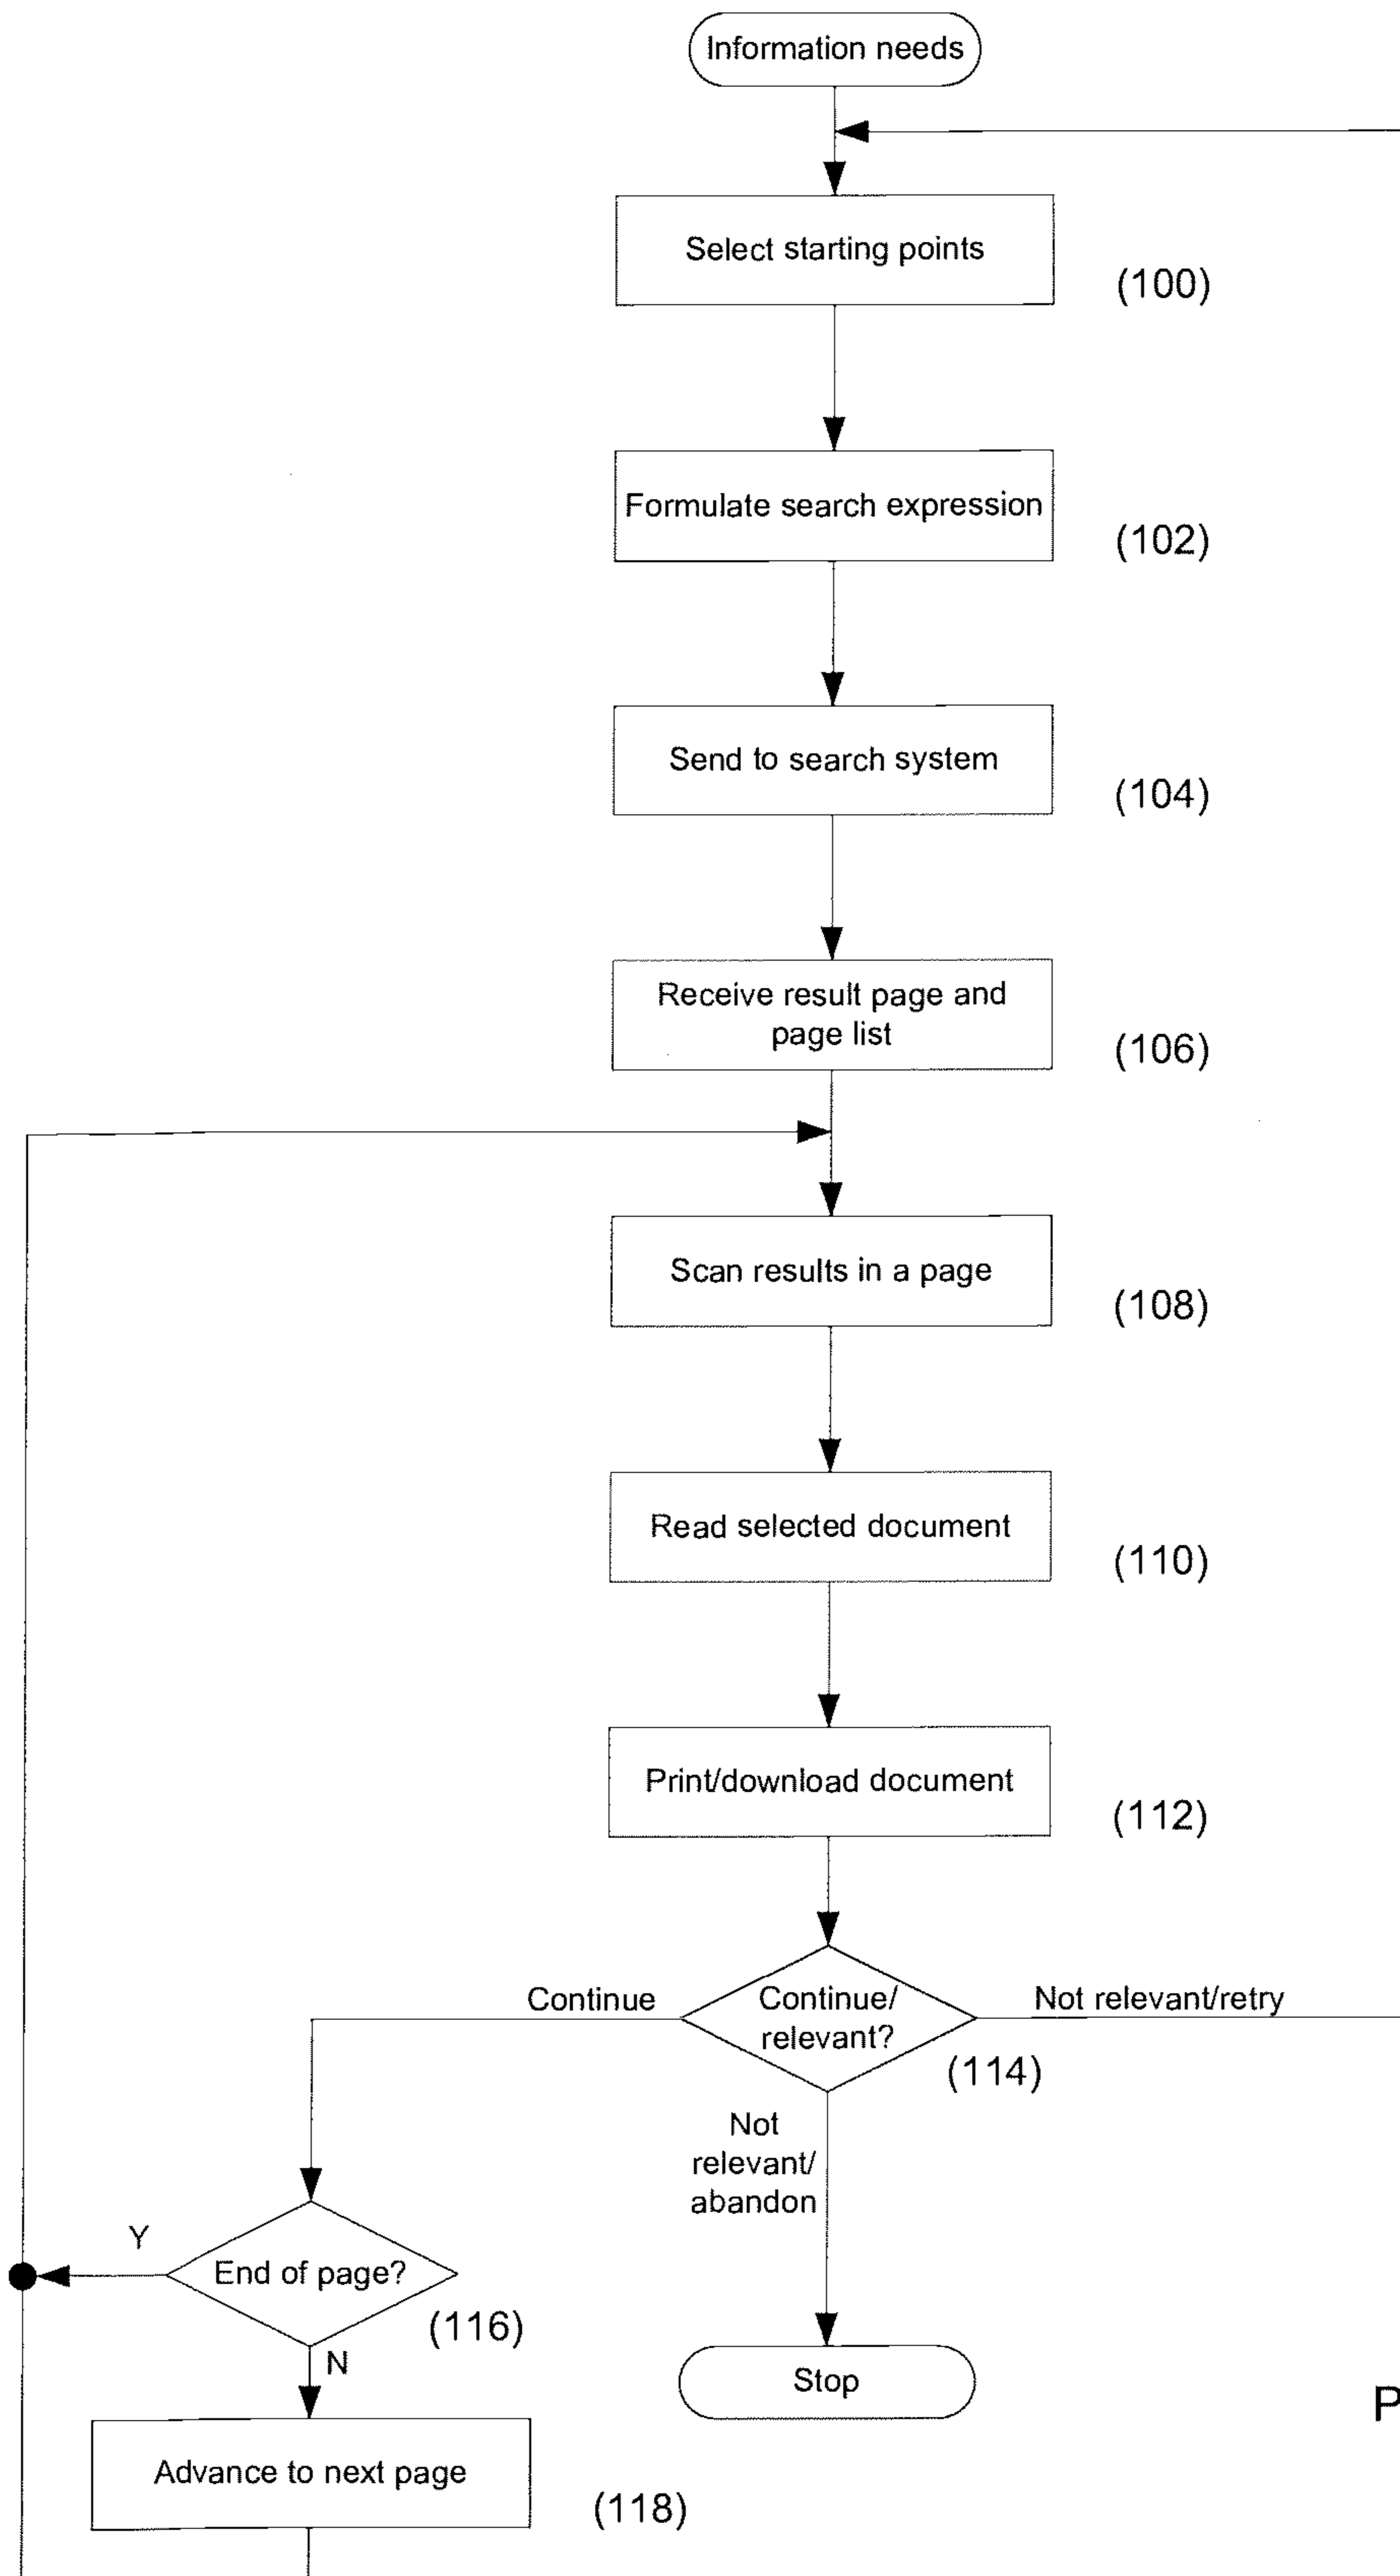 Information needs
Select starting points
(100)
Formulate search expression
(102)
Send to search system
(104)
Receive result page and
page list
(106)
Scan results in a page
(108)
Read selected document
(110)
Print/download document
(112)
Continue
Continue/
relevant?
Not relevant/retry
(114)
Not
relevant/
abandon
Y
End of page?
(116)
N
Stop
P
Advance to next page
(118)